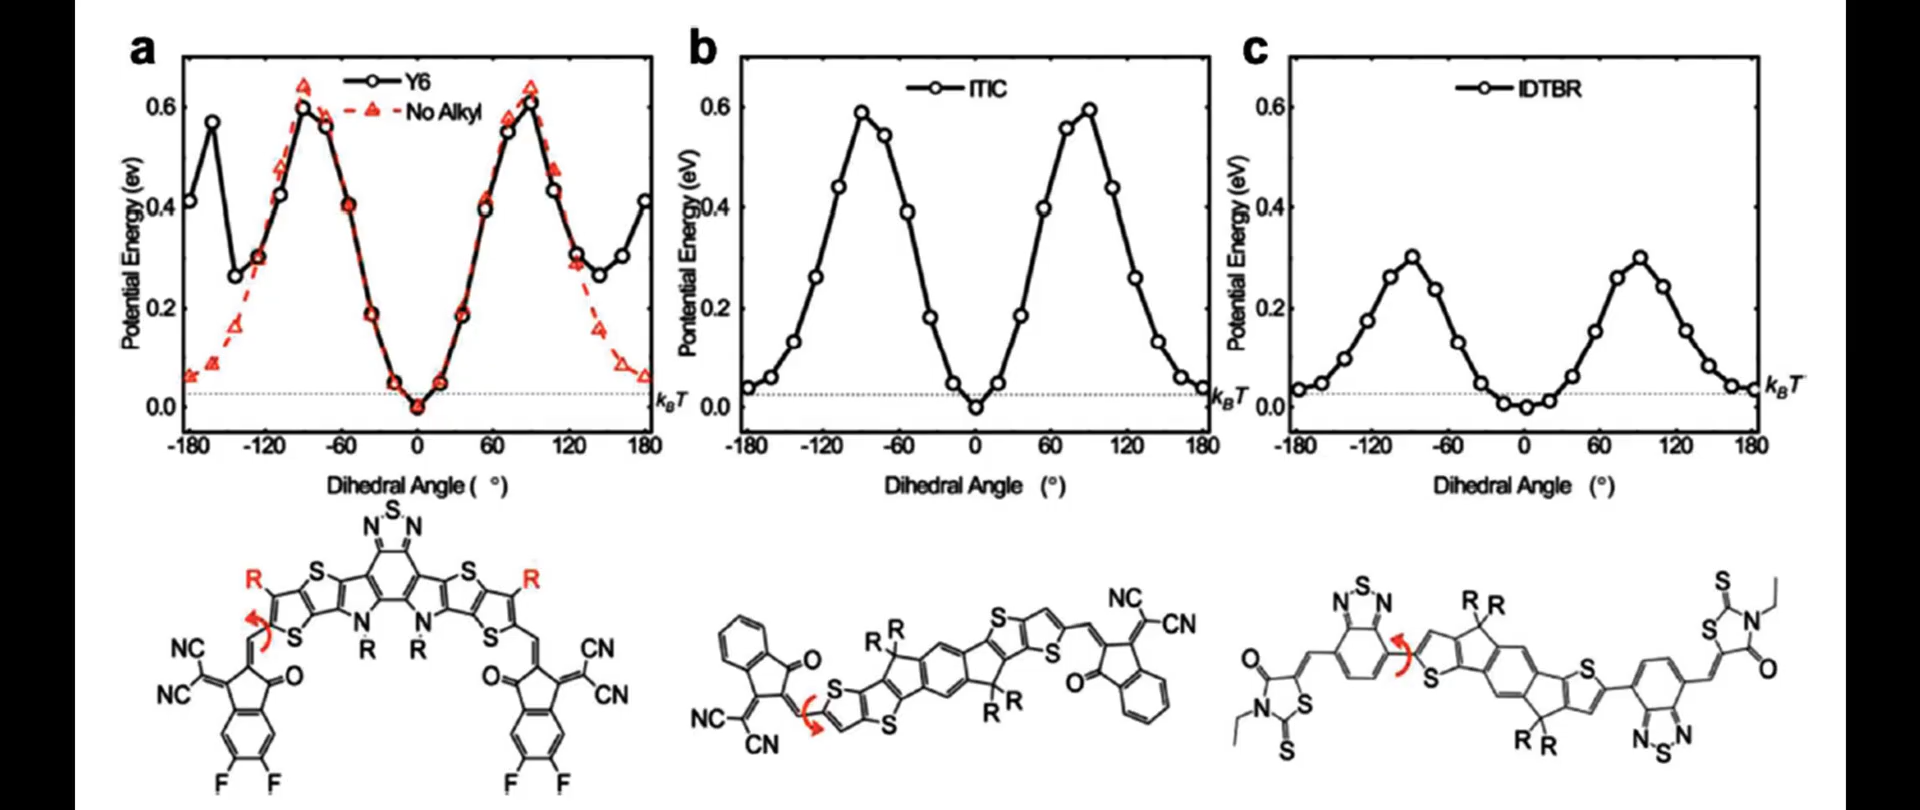 a
Y6
No Alkyl
Potential Energy (ev)
0.6
0.4
0.2
0.0
k_BT
-180 -120 -60 0 60 120 180
Dihedral Angle ( °)
b
ITIC
Pontential Energy (eV)
0.6
0.4
0.2
0.0
k_BT
-180 -120 -60 0 60 120 180
Dihedral Angle (°)
c
IDTBR
Potential Energy (eV)
0.6
0.4
0.2
0.0
k_BT
-180 -120 -60 0 60 120 180
Dihedral Angle (°)
S
N N
R S S R
S N N S
R R
NC O O CN
NC CN
F F F F
NC
CN
S
R R
O S
O
S
NC S R R
CN
S
N N
R R
O
S
S
N
S
S
S
N
S
O
R R
N N
S